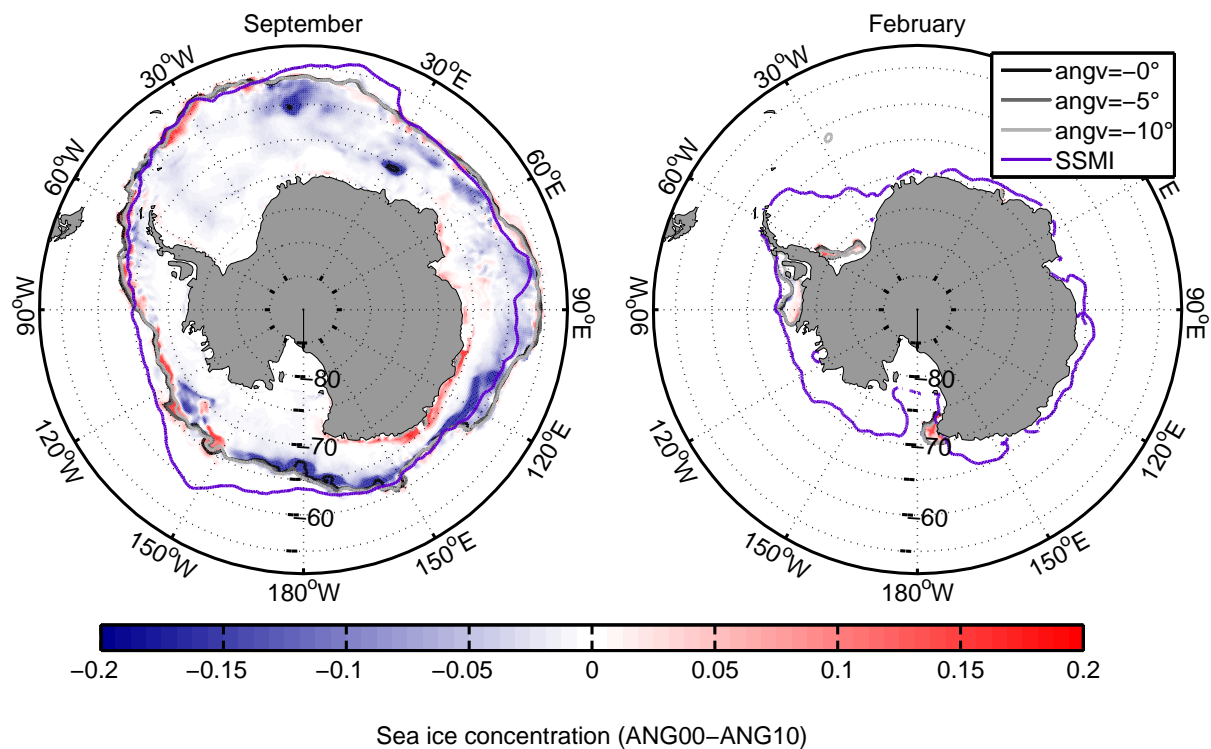 September
30°W
30°E
60°W
60°E
90°W
90°E
120°W
120°E
150°W
150°E
180°W
−80
−70
−60
February
30°W
60°W
60°E
90°W
90°E
120°W
120°E
150°W
150°E
180°W
−80
−70
−60
angv=−0°
angv=−5°
angv=−10°
SSMI
−0.2 −0.15 −0.1 −0.05 0 0.05 0.1 0.15 0.2
Sea ice concentration (ANG00−ANG10)